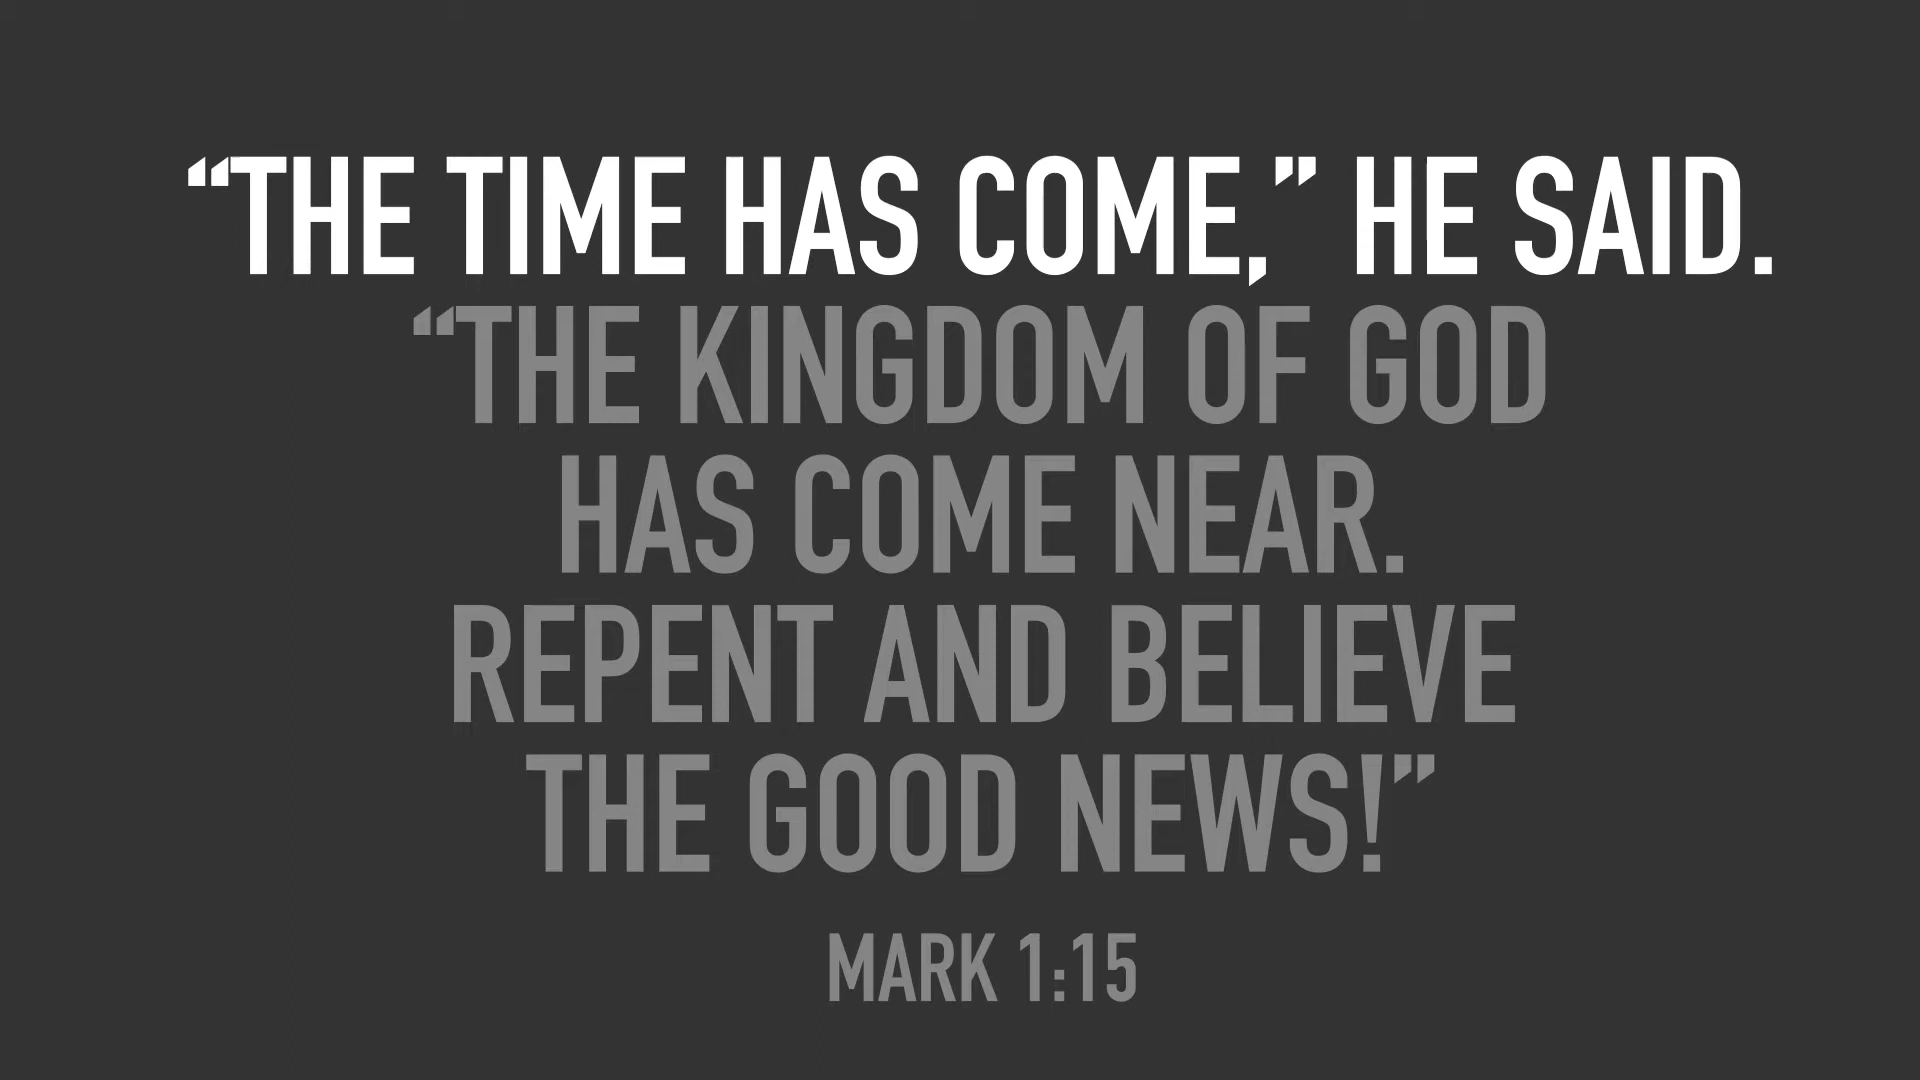 “THE TIME HAS COME,” HE SAID.
“THE KINGDOM OF GOD
HAS COME NEAR.
REPENT AND BELIEVE
THE GOOD NEWS!”
MARK 1:15